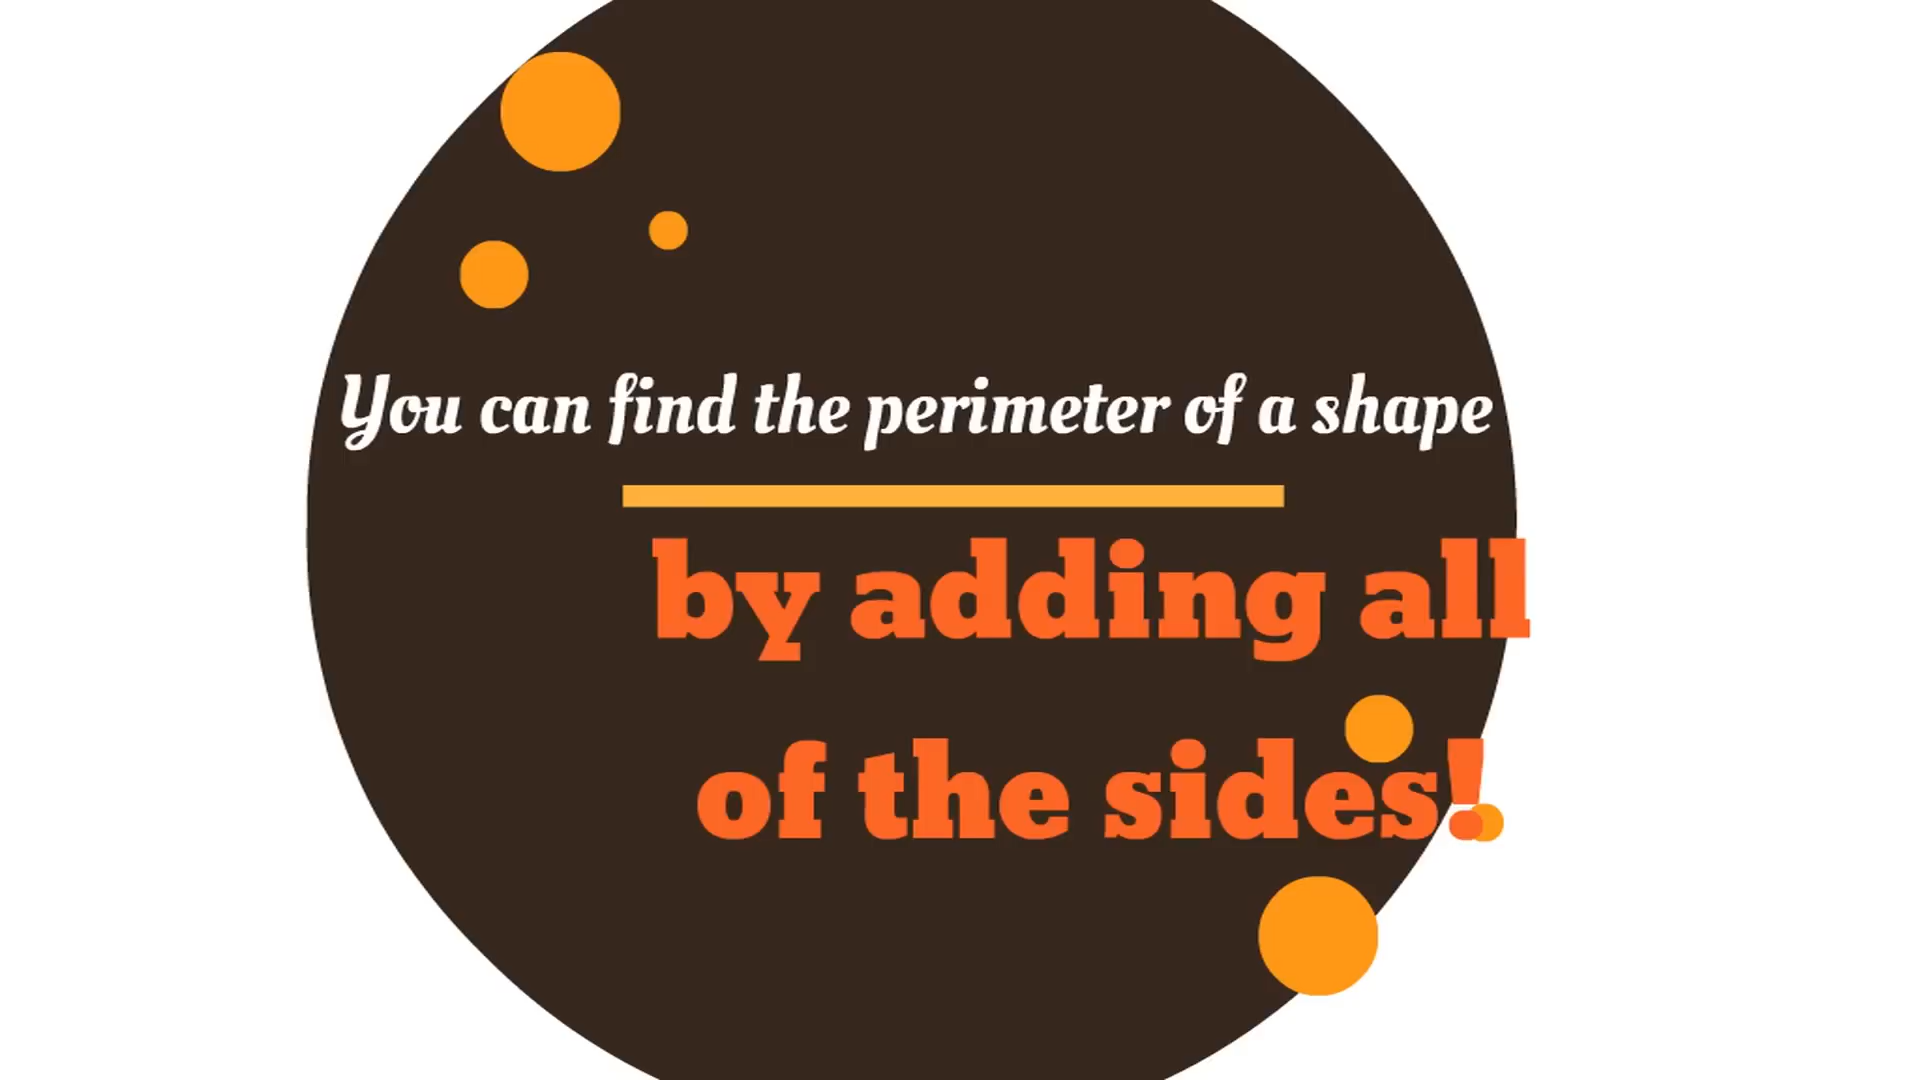 You can find the perimeter of a shape
by adding all
of the sides!